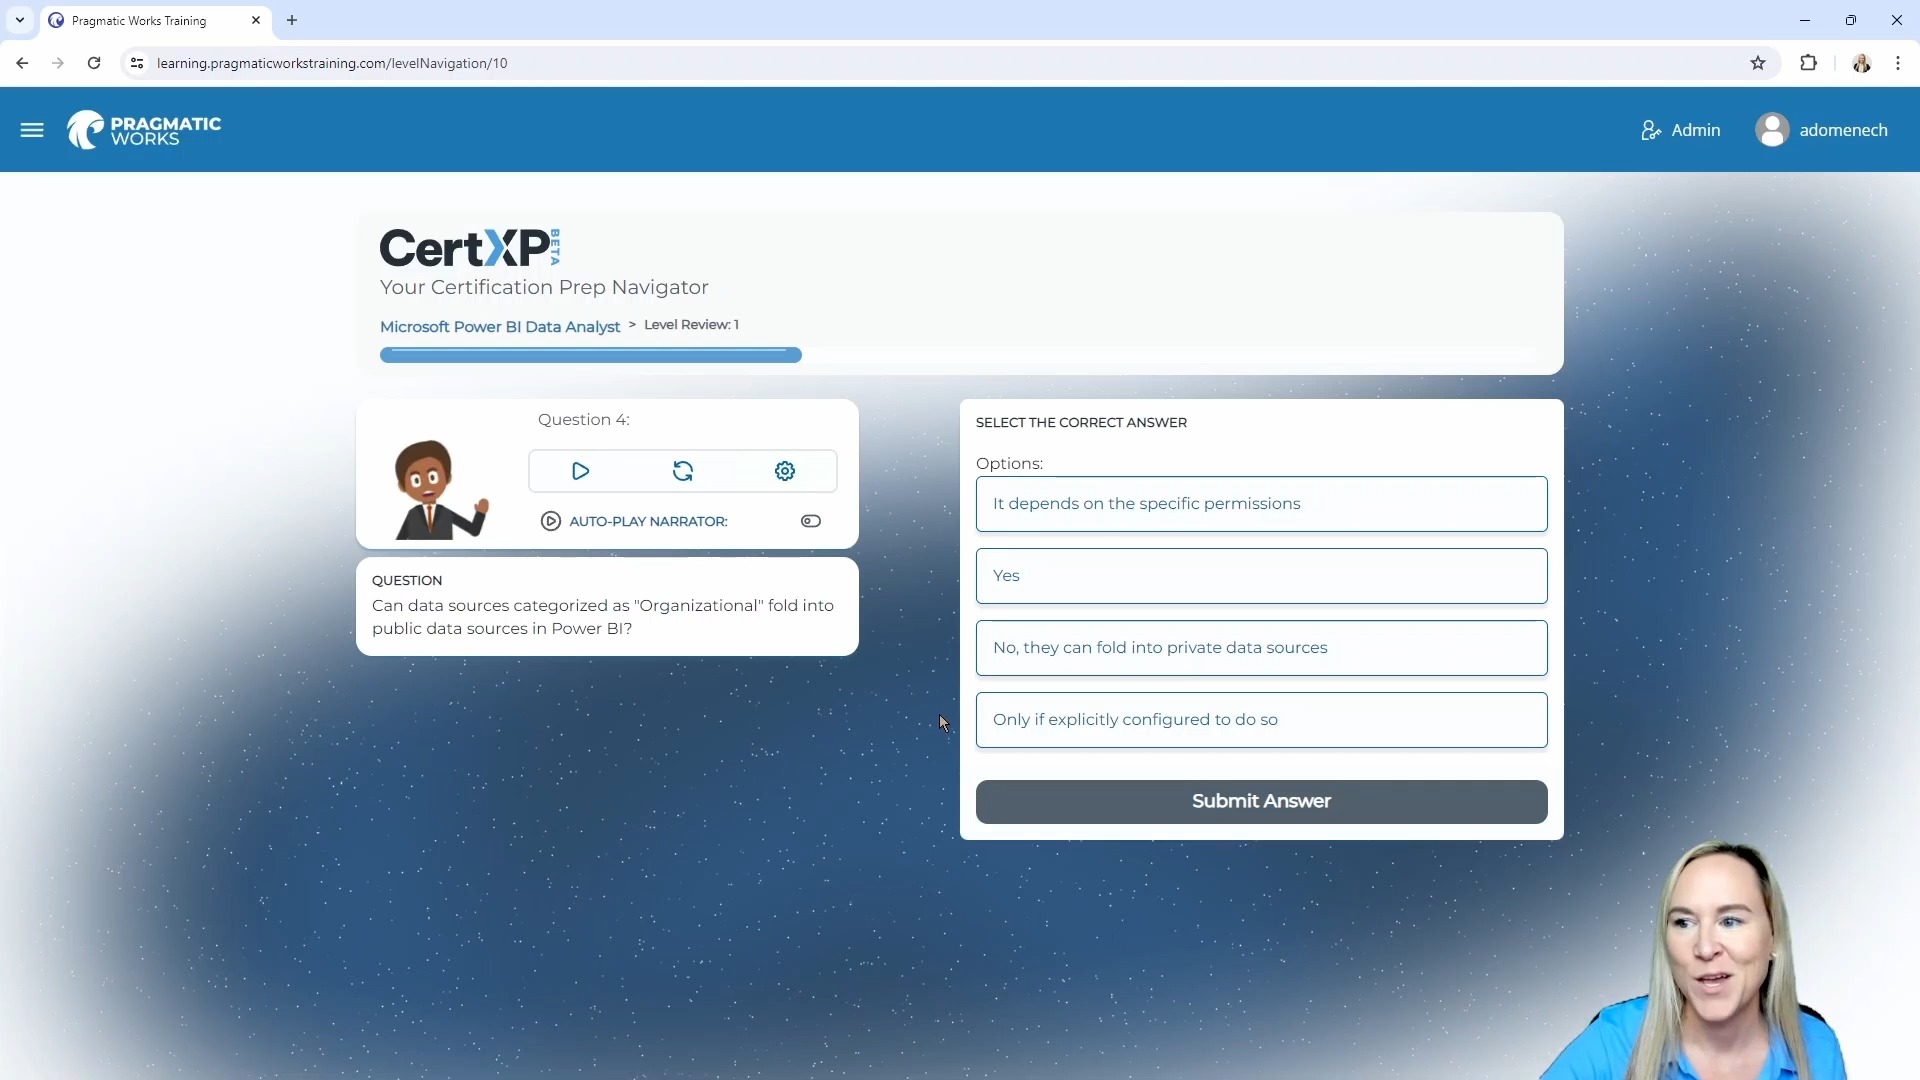 Pragmatic Works Training
learning.pragmaticworkstraining.com/levelNavigation/10
PRAGMATIC
WORKS
Admin
adomenech
CertXP BETA
Your Certification Prep Navigator
Microsoft Power BI Data Analyst > Level Review: 1
Question 4:
AUTO-PLAY NARRATOR:
QUESTION
Can data sources categorized as "Organizational" fold into
public data sources in Power BI?
SELECT THE CORRECT ANSWER
Options:
It depends on the specific permissions
Yes
No, they can fold into private data sources
Only if explicitly configured to do so
Submit Answer